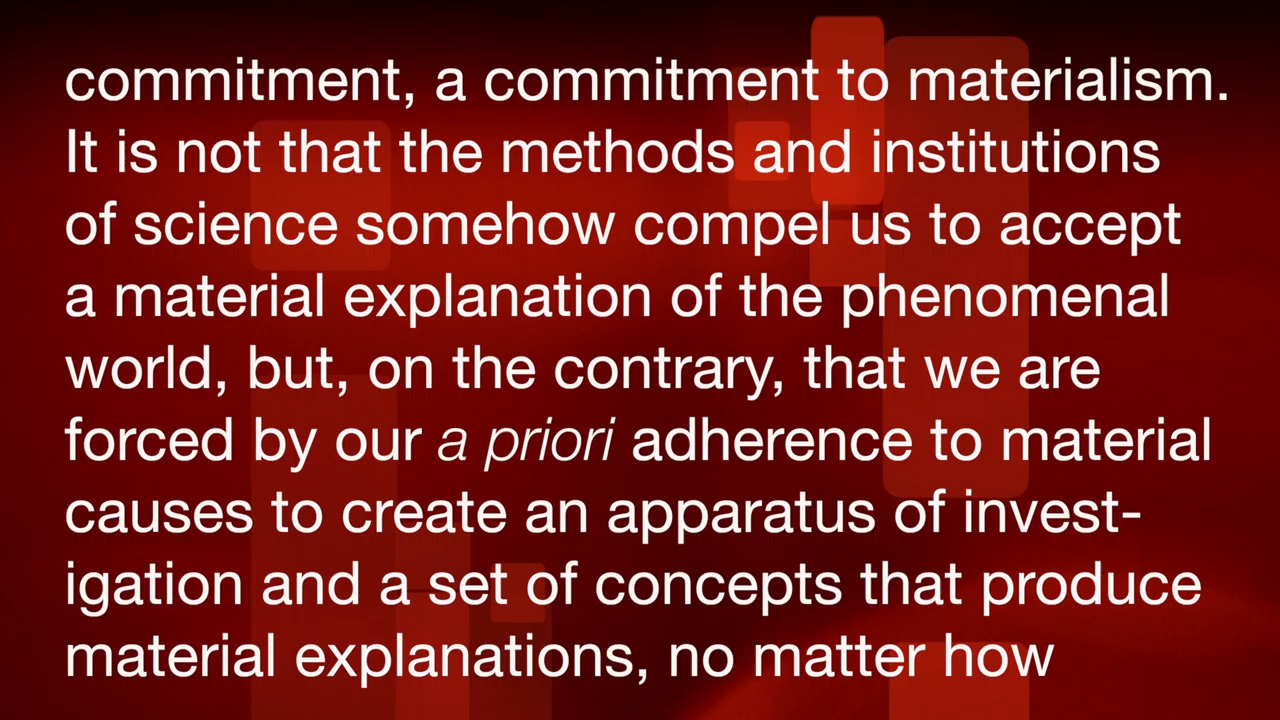 commitment, a commitment to materialism.
It is not that the methods and institutions
of science somehow compel us to accept
a material explanation of the phenomenal
world, but, on the contrary, that we are
forced by our a priori adherence to material
causes to create an apparatus of invest-
igation and a set of concepts that produce
material explanations, no matter how